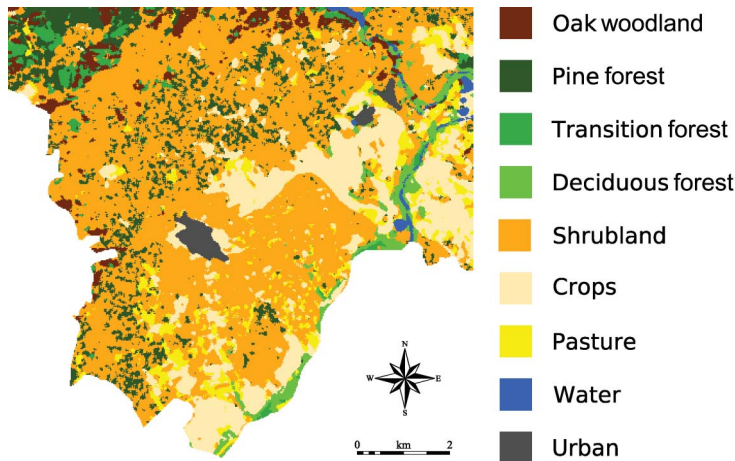 Oak woodland
Pine forest
Transition forest
Deciduous forest
Shrubland
Crops
Pasture
Water
Urban
N
W E
S
km
0 2